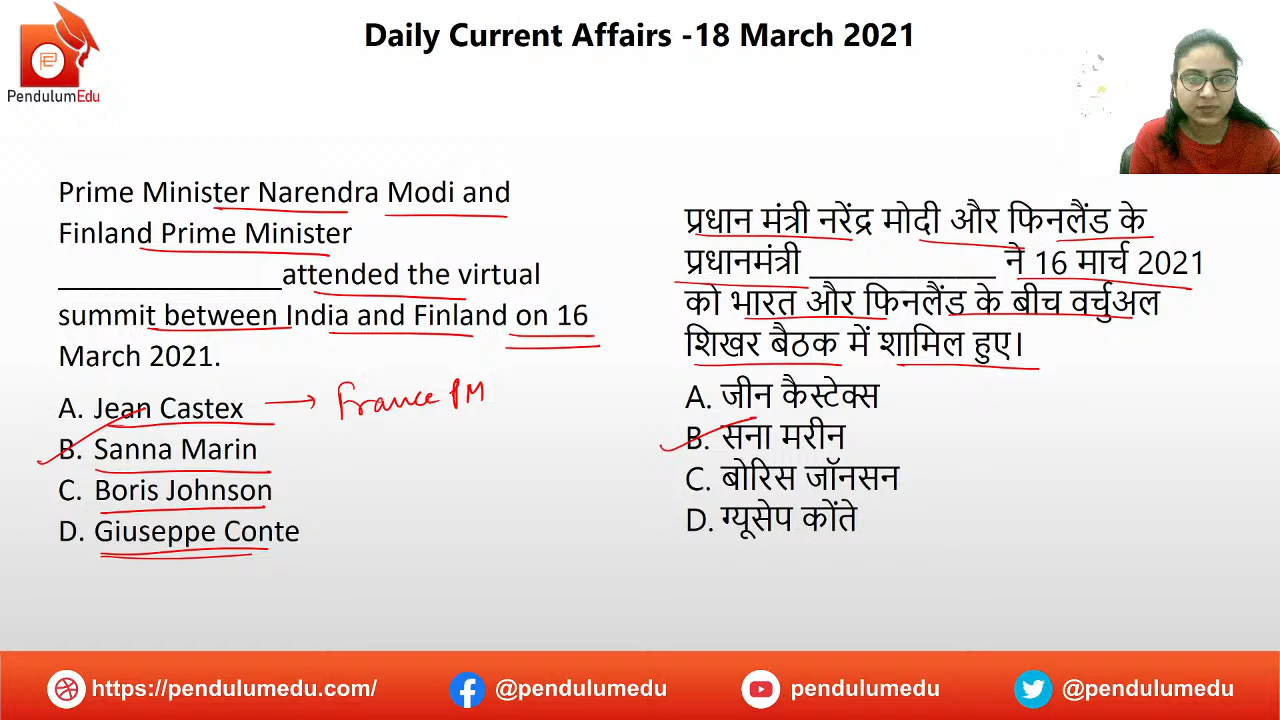 Daily Current Affairs -18 March 2021
PE
PendulumEdu
Prime Minister Narendra Modi and
Finland Prime Minister
________________attended the virtual
summit between India and Finland on 16
March 2021.
A. Jean Castex → France PM
B. Sanna Marin
C. Boris Johnson
D. Giuseppe Conte
प्रधान मंत्री नरेंद्र मोदी और फिनलैंड के
प्रधानमंत्री _____________ ने 16 मार्च 2021
को भारत और फिनलैंड के बीच वर्चुअल
शिखर बैठक में शामिल हुए।
A. जीन कैस्टेक्स
B. सना मरीन
C. बोरिस जॉनसन
D. ग्यूसेप कोंते
https://pendulumedu.com/
@pendulumedu
pendulumedu
@pendulumedu